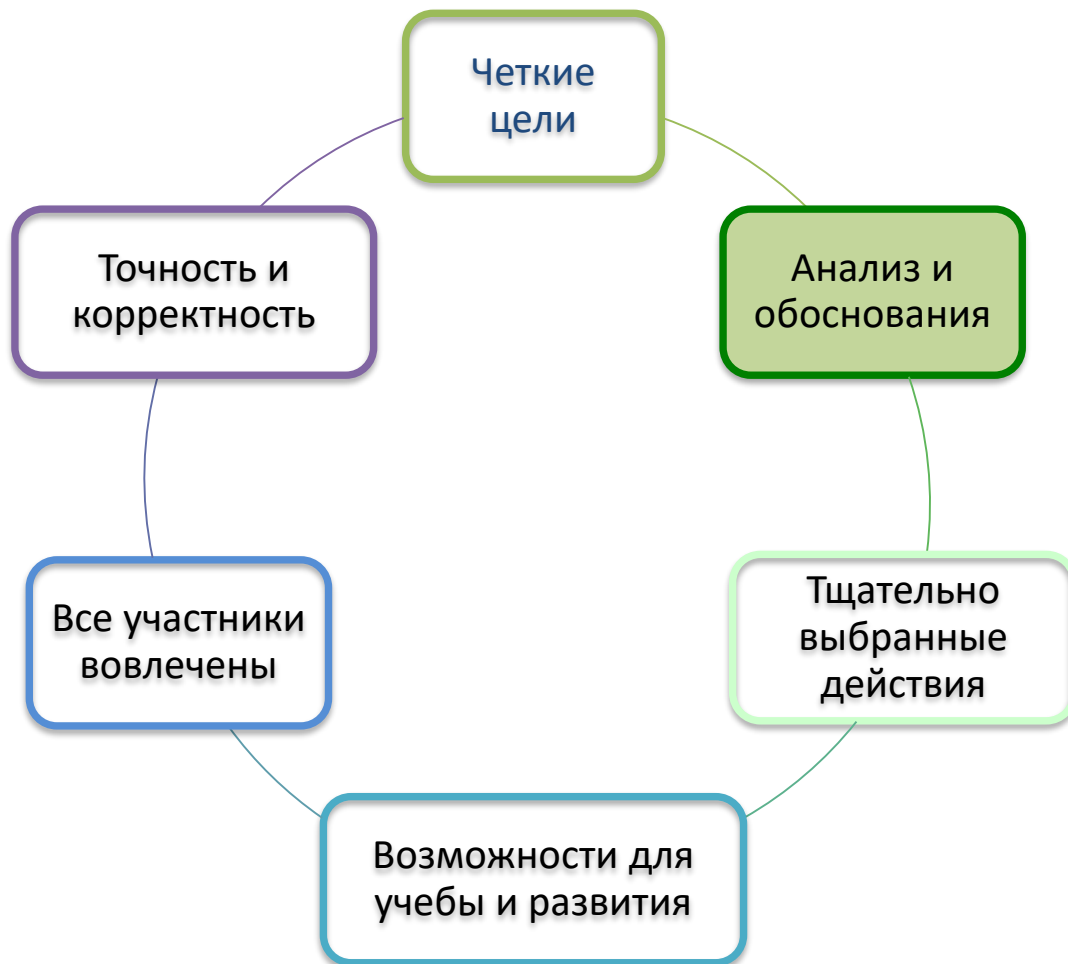 Четкие
цели
Точность и
корректность
Анализ и
обоснования
Все участники
вовлечены
Тщательно
выбранные
действия
Возможности для
учебы и развития